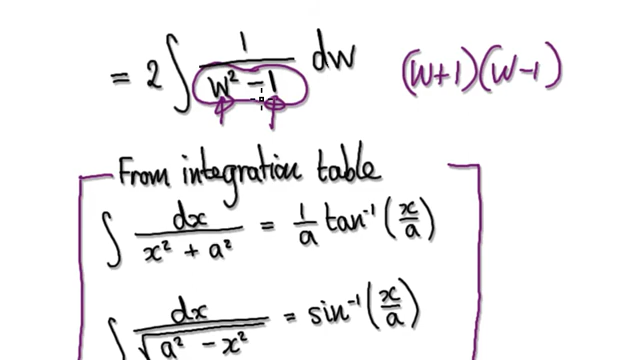 = 2 ∫ 1/(w² − 1) dw (w+1)(w−1)
From integration table
∫ dx/(x² + a²) = 1/a tan⁻¹(x/a)
∫ dx/√(a² − x²) = sin⁻¹(x/a)